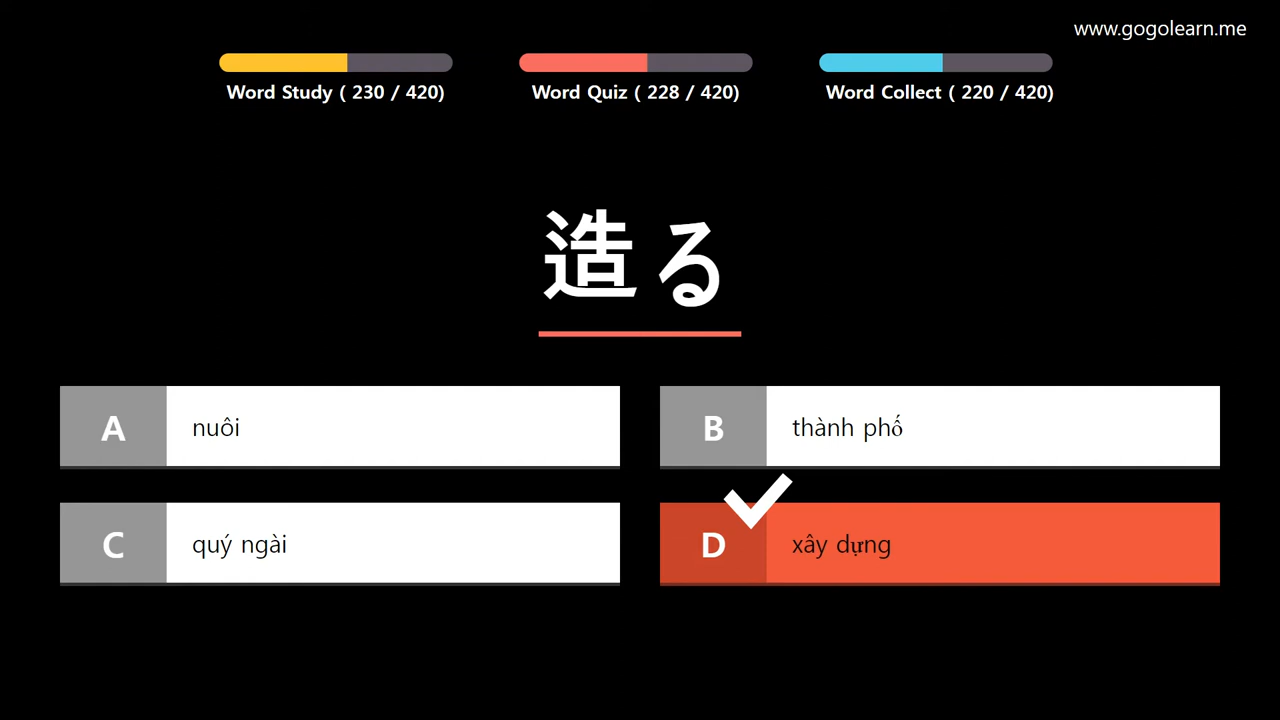 www.gogolearn.me
Word Study ( 230 / 420)
Word Quiz ( 228 / 420)
Word Collect ( 220 / 420)
造る
A nuôi
B thành phố
C quý ngài
D xây dựng